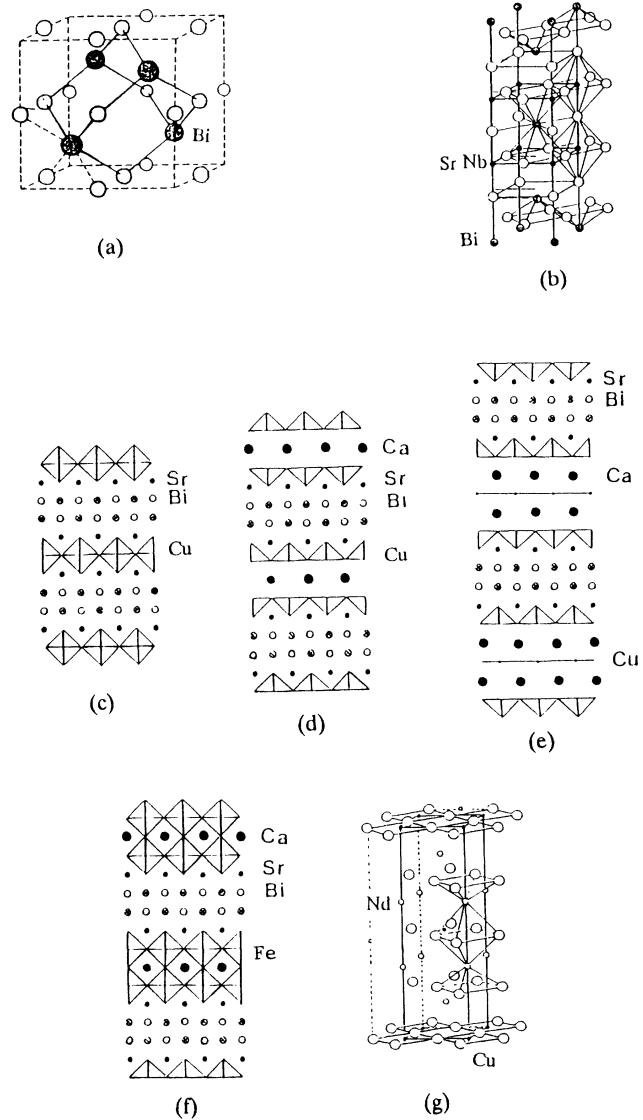 Bi
(a)
Sr Nb
Bi
(b)
Sr
Bi
Cu
(c)
Ca
Sr
Bi
Cu
(d)
Sr
Bi
Ca
Cu
(e)
Ca
Sr
Bi
Fe
(f)
Nd
Cu
(g)